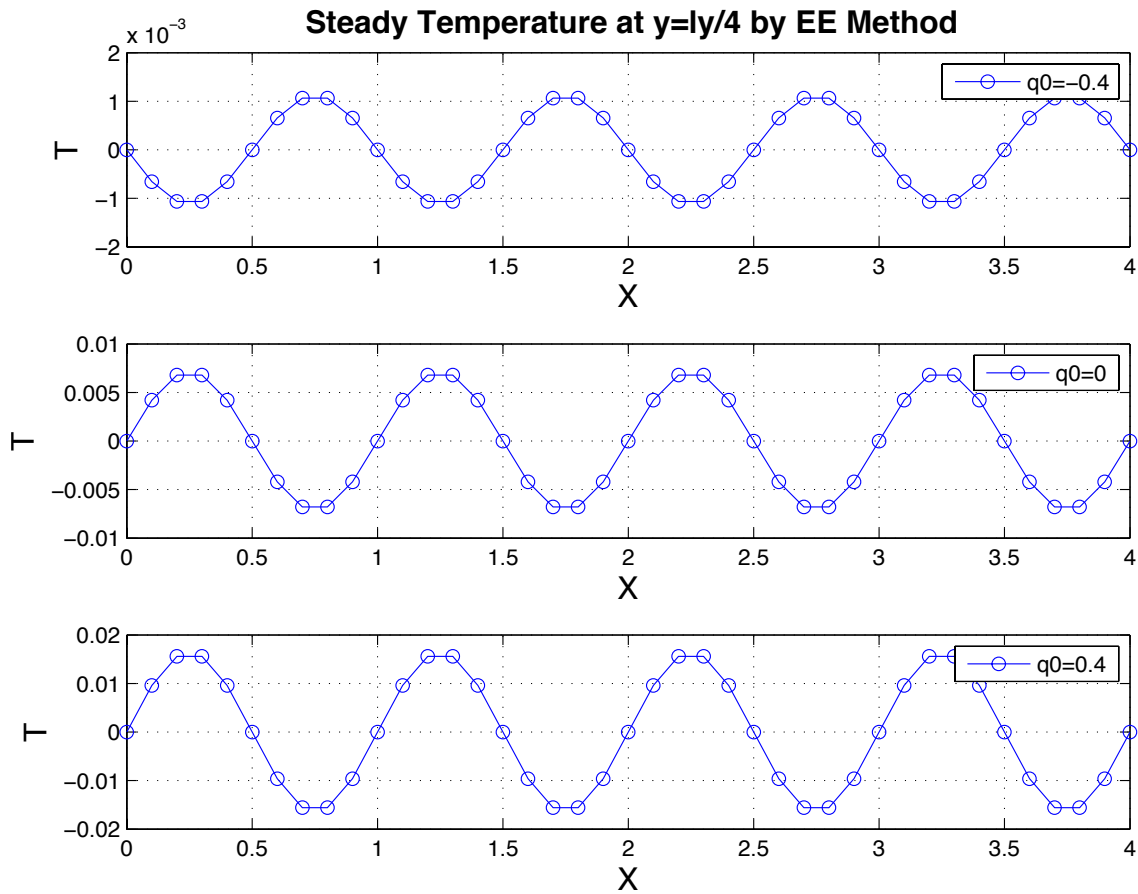 Steady Temperature at y=ly/4 by EE Method
x 10⁻³
2
1
0
−1
−2
T
q0=−0.4
0 0.5 1 1.5 2 2.5 3 3.5 4
X
0.01
0.005
0
−0.005
−0.01
T
q0=0
0 0.5 1 1.5 2 2.5 3 3.5 4
X
0.02
0.01
0
−0.01
−0.02
T
q0=0.4
0 0.5 1 1.5 2 2.5 3 3.5 4
X